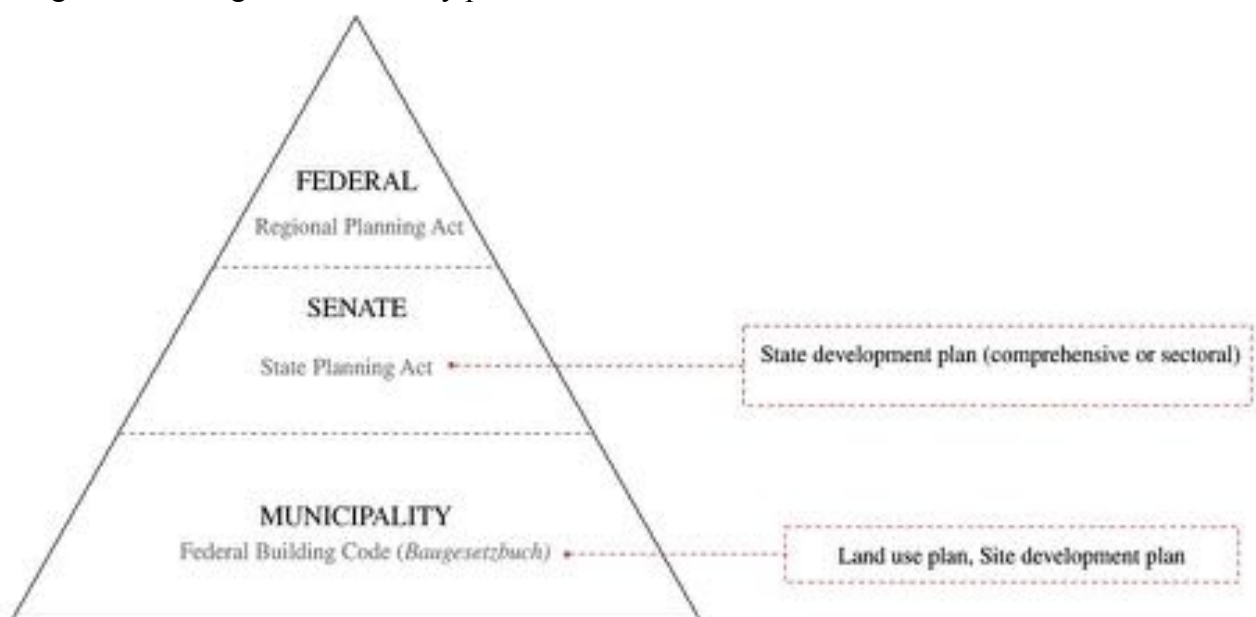 FEDERAL
Regional Planning Act
SENATE
State Planning Act
State development plan (comprehensive or sectoral)
MUNICIPALITY
Federal Building Code (Baugesetzbuch)
Land use plan, Site development plan